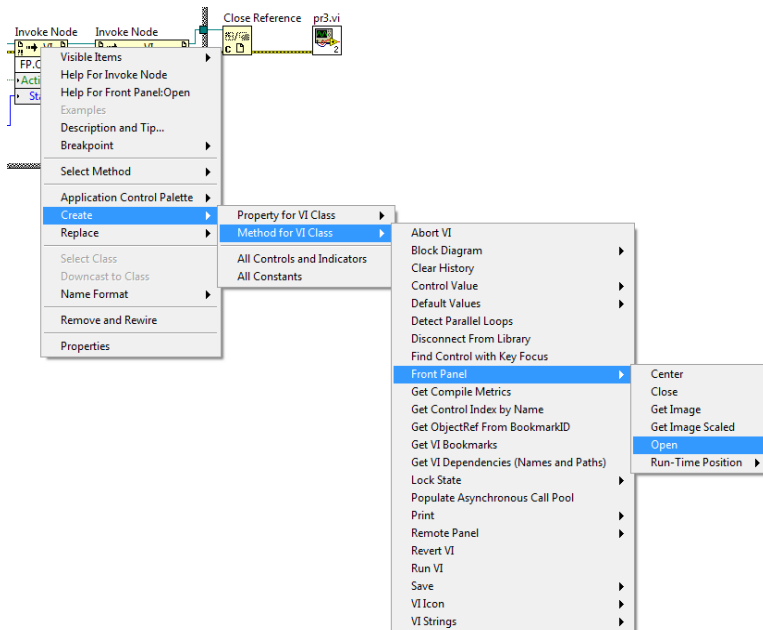 Close Reference pr3.vi
Invoke Node Invoke Node
C
2
Visible Items
Help For Invoke Node
Help For Front Panel:Open
Examples
Description and Tip...
Breakpoint
Select Method
Application Control Palette
Create
Replace
Select Class
Downcast to Class
Name Format
Remove and Rewire
Properties
Property for VI Class
Method for VI Class
All Controls and Indicators
All Constants
Abort VI
Block Diagram
Clear History
Control Value
Default Values
Detect Parallel Loops
Disconnect From Library
Find Control with Key Focus
Front Panel
Get Compile Metrics
Get Control Index by Name
Get ObjectRef From BookmarkID
Get VI Bookmarks
Get VI Dependencies (Names and Paths)
Lock State
Populate Asynchronous Call Pool
Print
Remote Panel
Revert VI
Run VI
Save
VI Icon
VI Strings
Center
Close
Get Image
Get Image Scaled
Open
Run-Time Position